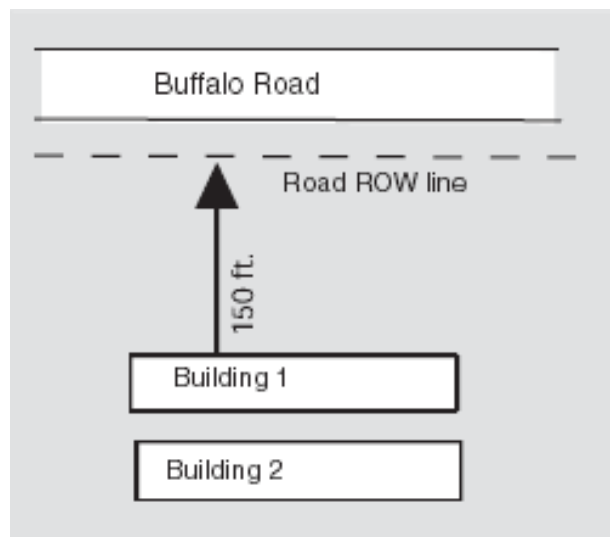 Buffalo Road
Road ROW line
150 ft.
Building 1
Building 2